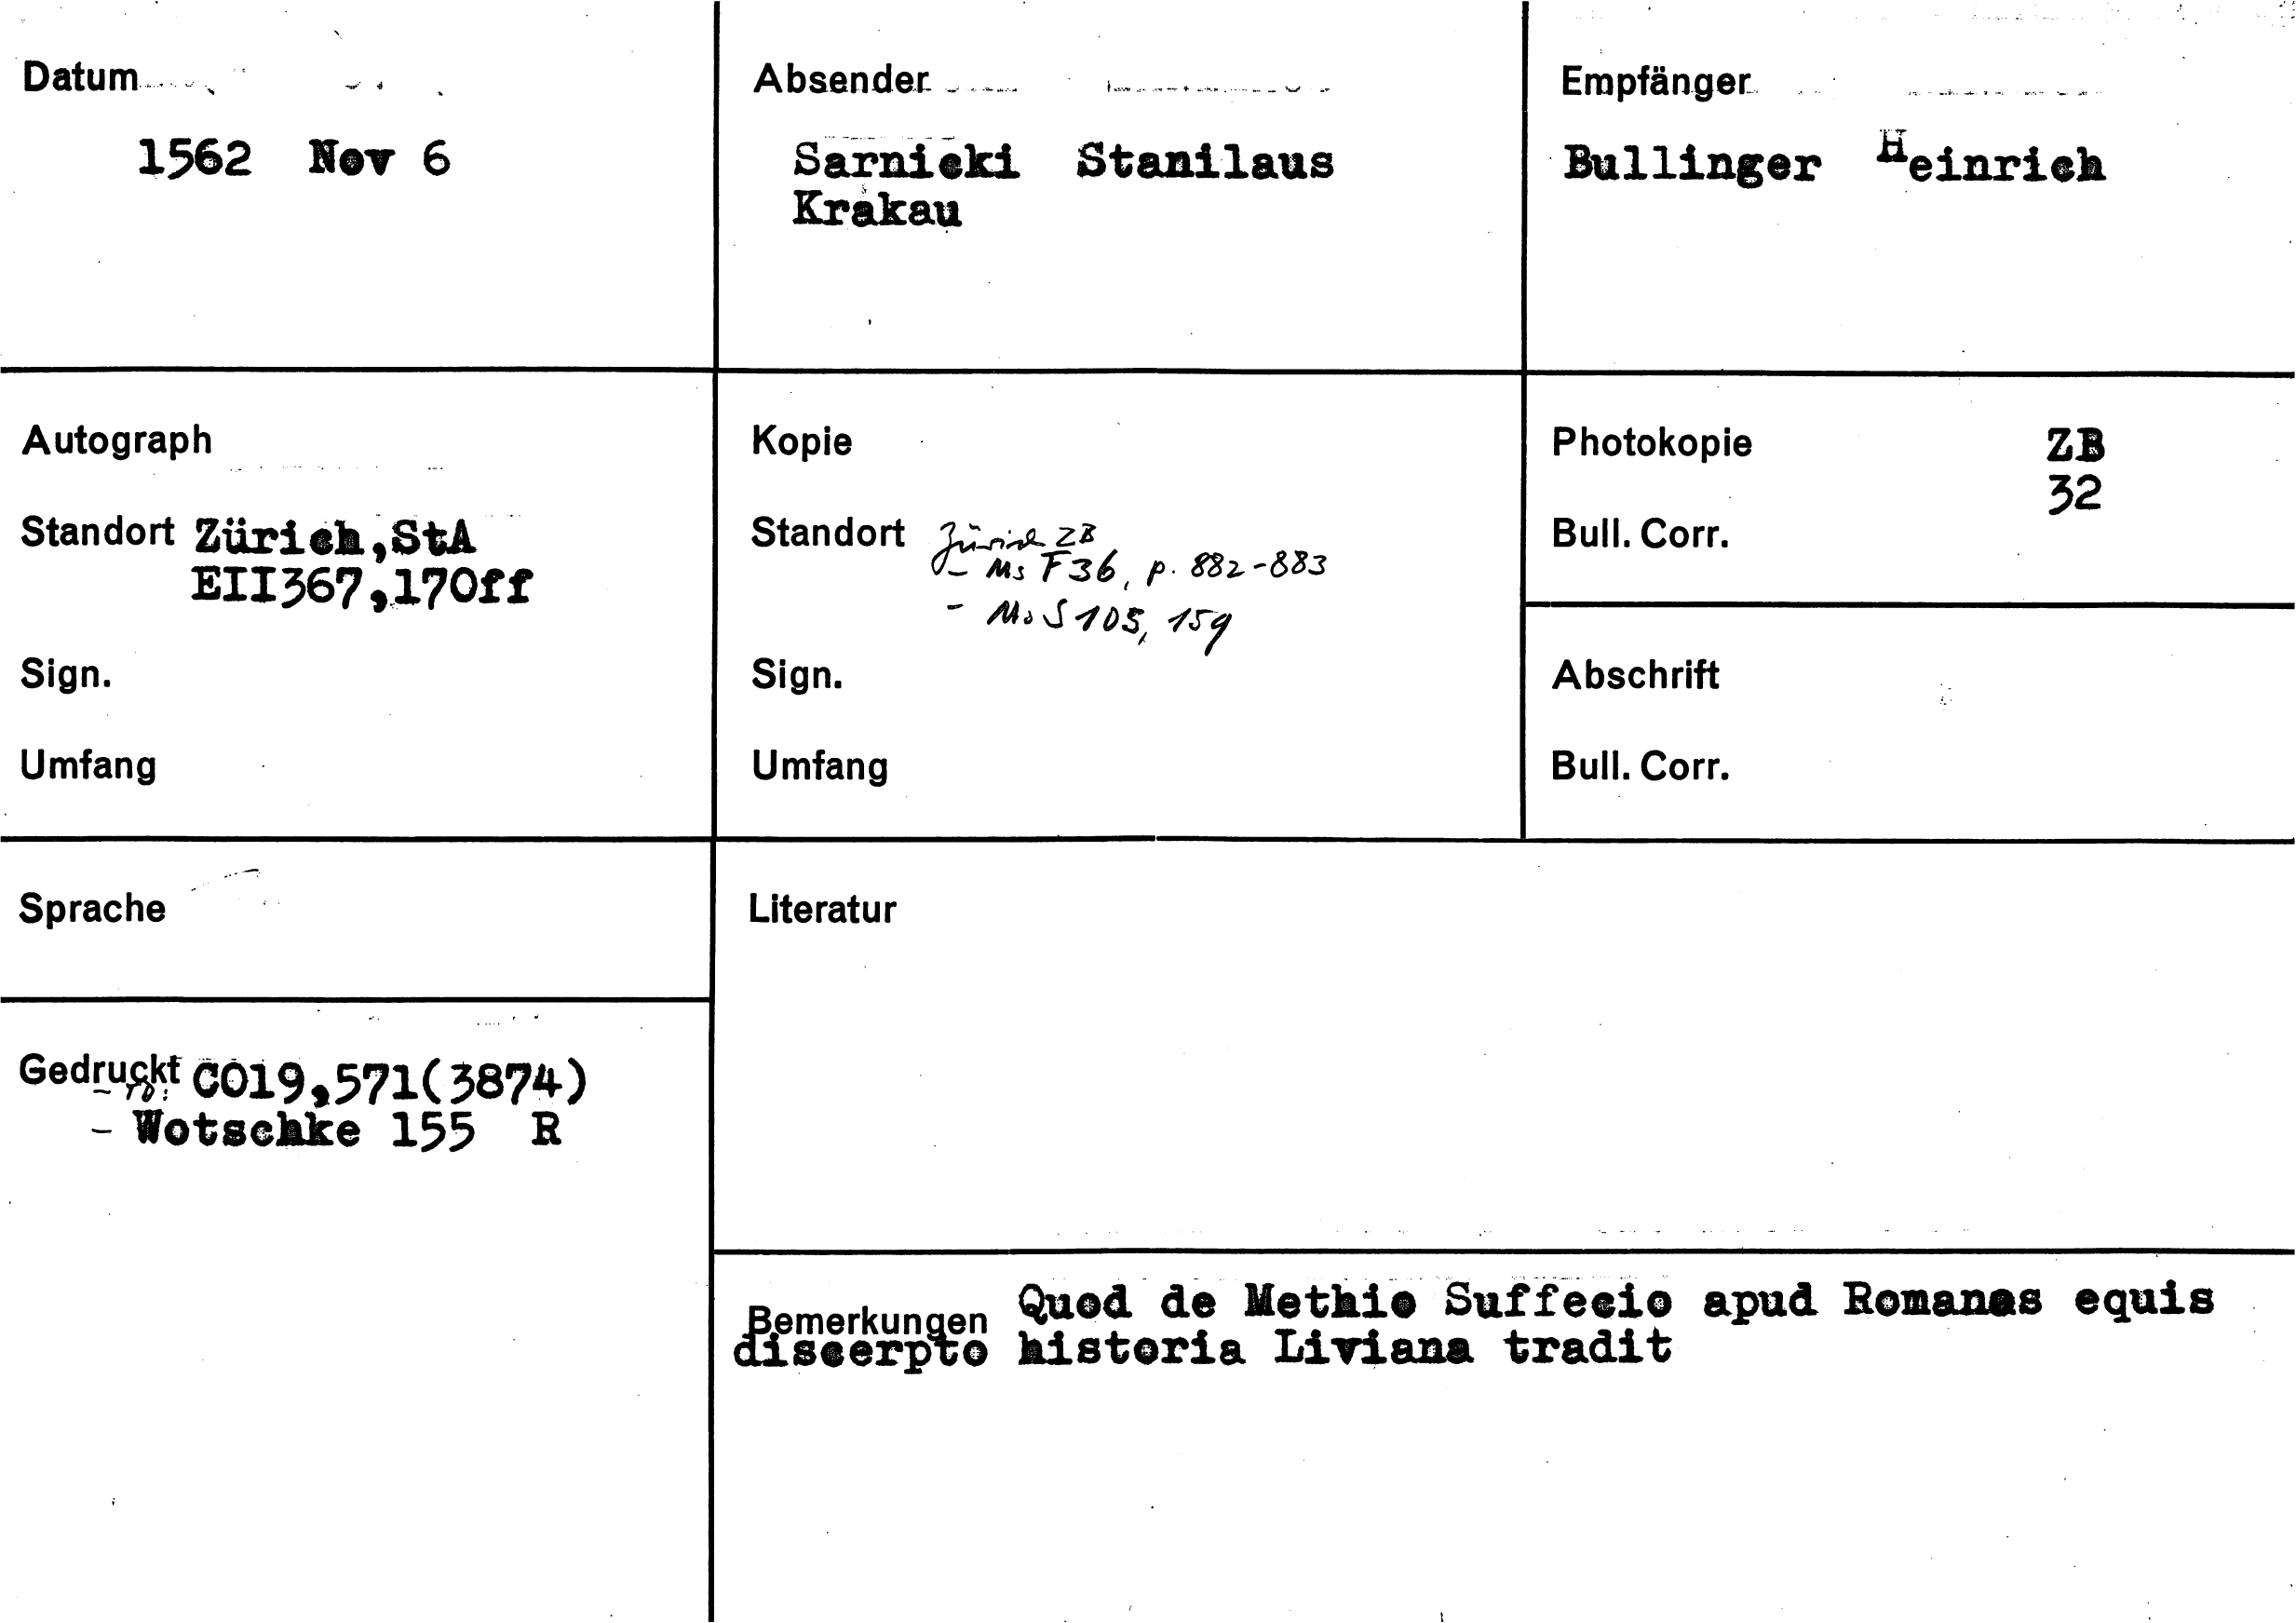 Datum
1562 Nov 6
Absender
Sarnicki Stanilaus
Krakau
Empfänger
Bullinger Heinrich
Autograph
Standort Zürich,StA
EII367,170ff
Sign.
Umfang
Kopie
Standort Zürich ZB
- Ms F 36, p. 882-883
- Ms S 105, 159
Sign.
Umfang
Photokopie ZB
32
Bull. Corr.
Abschrift
Bull. Corr.
Sprache
Literatur
Gedruckt CO19,571(3874)
- Wotschke 155 R
Bemerkungen Quod de Methio Suffecio apud Romanos equis
discerpto historia Liviana tradit